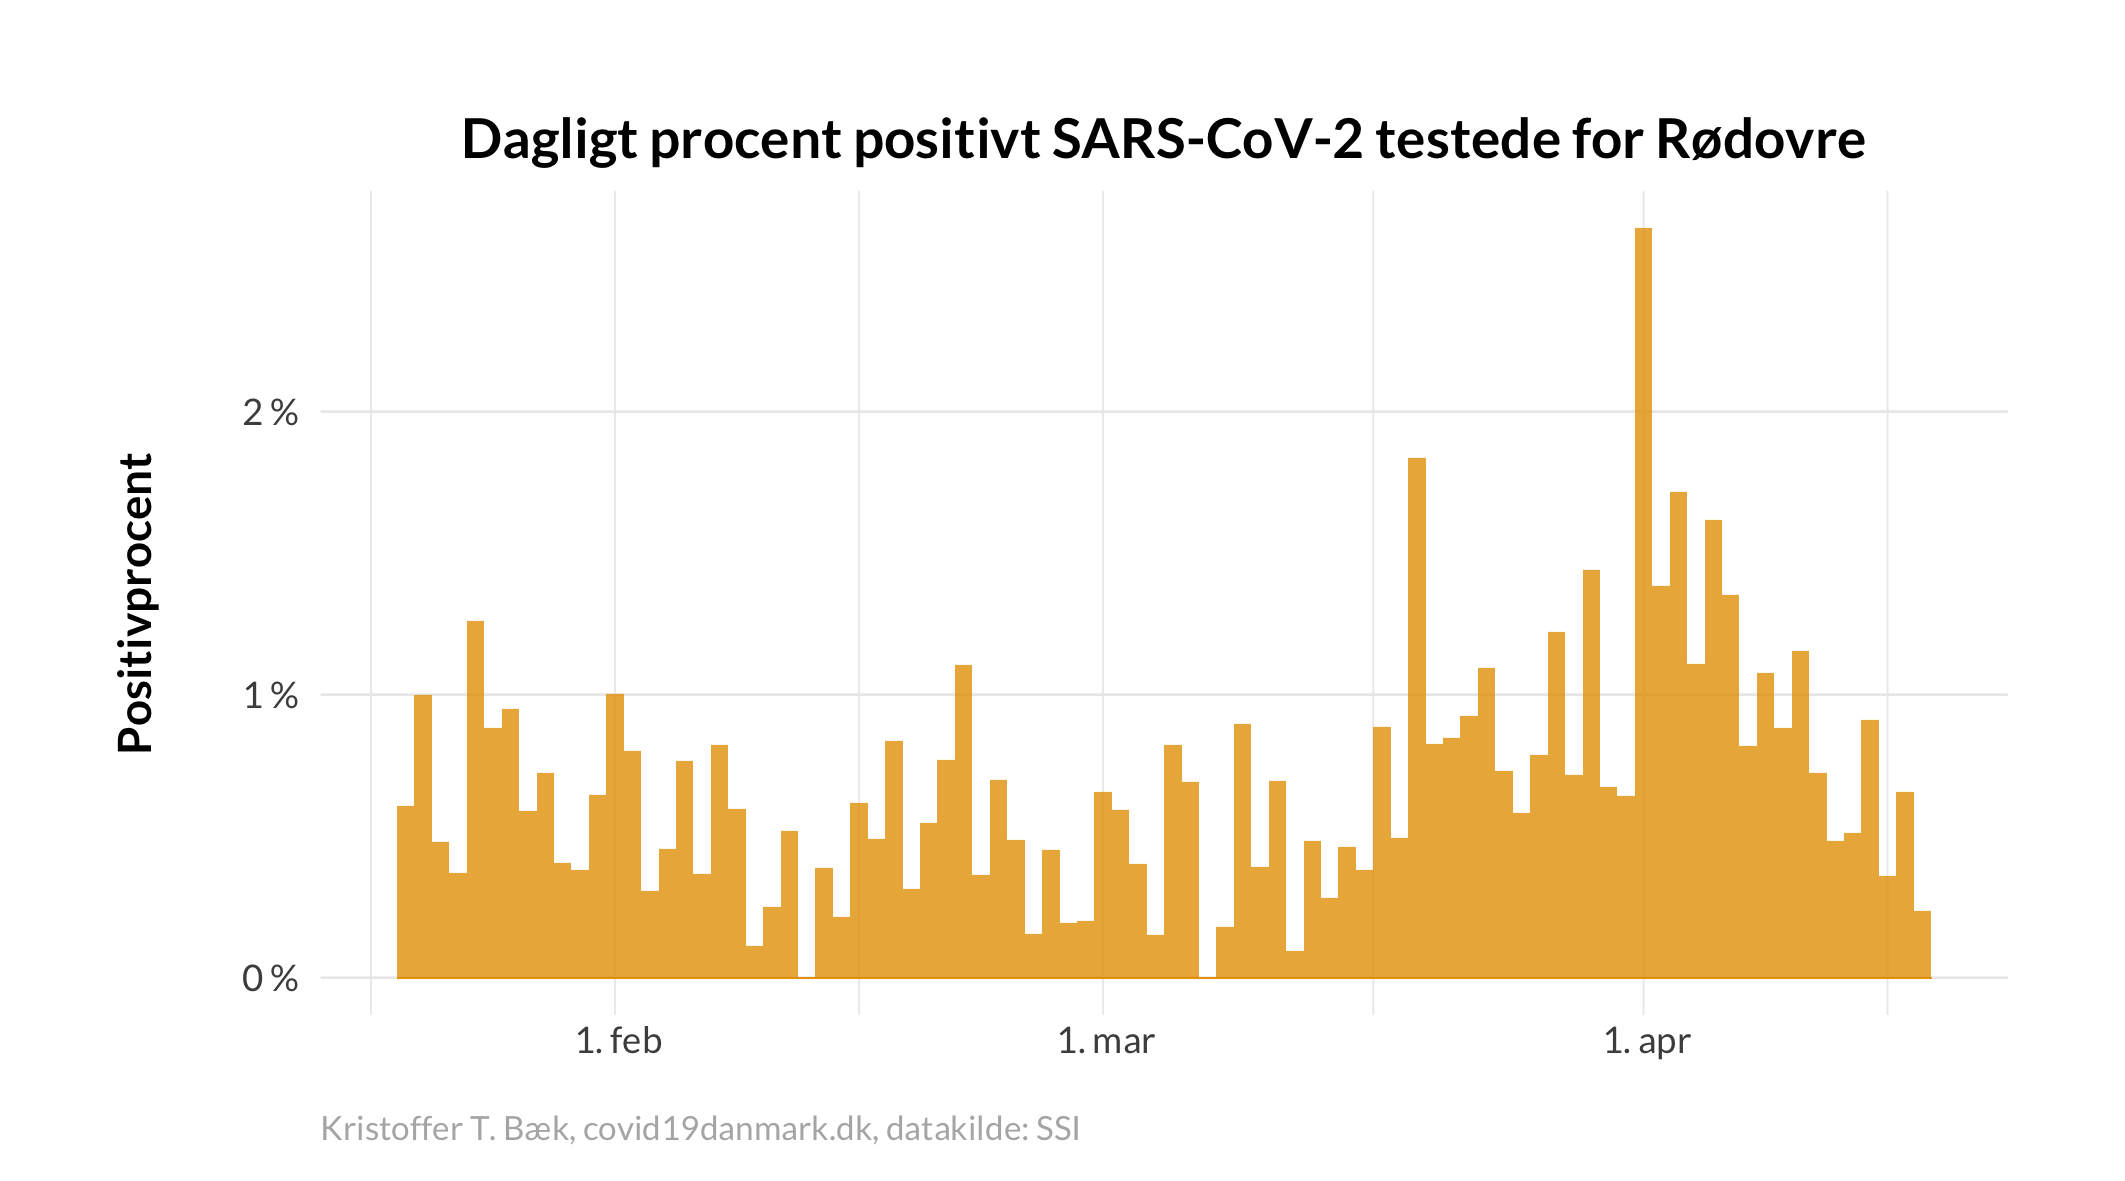 Dagligt procent positivt SARS-CoV-2 testede for Rødovre
Positivprocent
2 %
1 %
0 %
1. feb
1. mar
1. apr
Kristoffer T. Bæk, covid19danmark.dk, datakilde: SSI